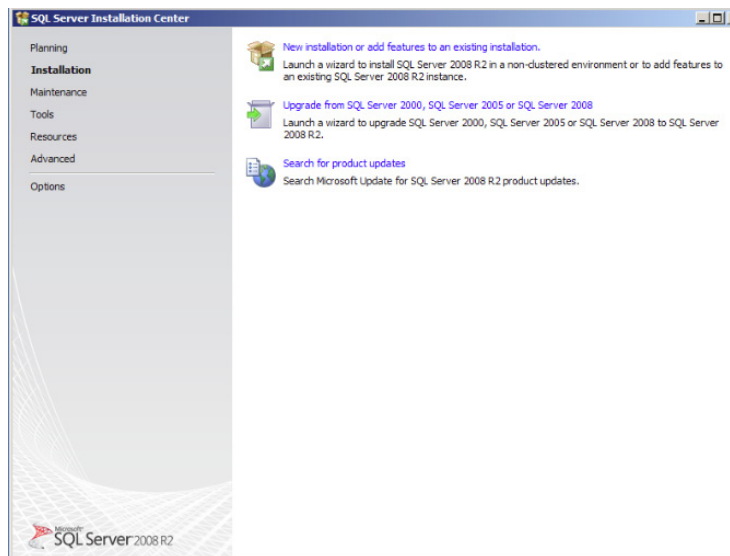 SQL Server Installation Center
Planning
Installation
Maintenance
Tools
Resources
Advanced
Options
New installation or add features to an existing installation.
Launch a wizard to install SQL Server 2008 R2 in a non-clustered environment or to add features to
an existing SQL Server 2008 R2 instance.
Upgrade from SQL Server 2000, SQL Server 2005 or SQL Server 2008
Launch a wizard to upgrade SQL Server 2000, SQL Server 2005 or SQL Server 2008 to SQL Server
2008 R2.
Search for product updates
Search Microsoft Update for SQL Server 2008 R2 product updates.
Microsoft
SQL Server 2008 R2